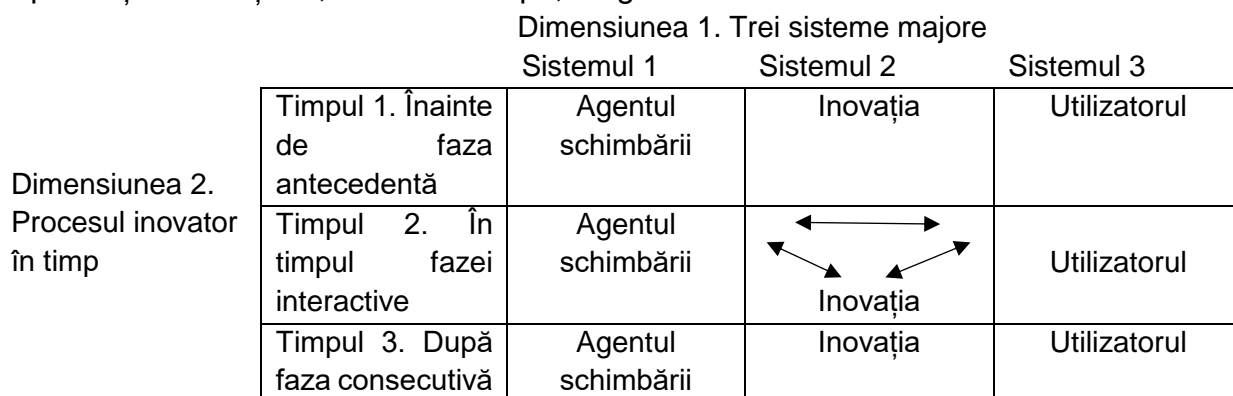 Dimensiunea 1. Trei sisteme majore
Sistemul 1 Sistemul 2 Sistemul 3
Timpul 1. Înainte de faza antecedentă
Agentul schimbării
Inovația
Utilizatorul
Dimensiunea 2.
Procesul inovator
în timp
Timpul 2. În timpul fazei interactive
Agentul schimbării
Inovația
Utilizatorul
Timpul 3. După faza consecutivă
Agentul schimbării
Inovația
Utilizatorul